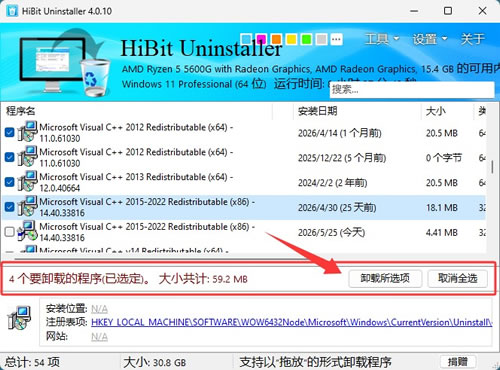 HiBit Uninstaller 4.0.10
HiBit Uninstaller
工具 设置 关于
AMD Ryzen 5 5600G with Radeon Graphics, AMD Radeon Graphics, 15.4 GB 的可用内
Windows 11 Professional (64 位) 运行时间:
搜索...
程序名 安装日期 大小 类
Microsoft Visual C++ 2012 Redistributable (x64) - 2026/4/14 (1 个月前) 20.5 MB 64
11.0.61030
Microsoft Visual C++ 2012 Redistributable (x64) - 2025/12/22 (5 个月前) 0 个字节 64
11.0.61030
Microsoft Visual C++ 2013 Redistributable (x64) - 2024/2/2 (2 年前) 20.5 MB 64
12.0.40664
Microsoft Visual C++ 2015-2022 Redistributable (x86) - 2026/4/30 (25 天前) 18.1 MB 32
14.40.33816
Microsoft Visual C++ 2015-2022 Redistributable (x86) - 2026/5/25 (今天) 4.41 MB 32
14.40.33816
Microsoft Visual C++ v14 Redistributable (x64) -
4 个要卸载的程序(已选定)。 大小共计: 59.2 MB 卸载所选项 取消全选
安装位置: N/A
注册表项: HKEY_LOCAL_MACHINE\SOFTWARE\WOW6432Node\Microsoft\Windows\CurrentVersion\Uninstall\
网站: N/A
总计: 54 项 大小: 30.8 GB 支持以“拖放”的形式卸载程序 捐赠